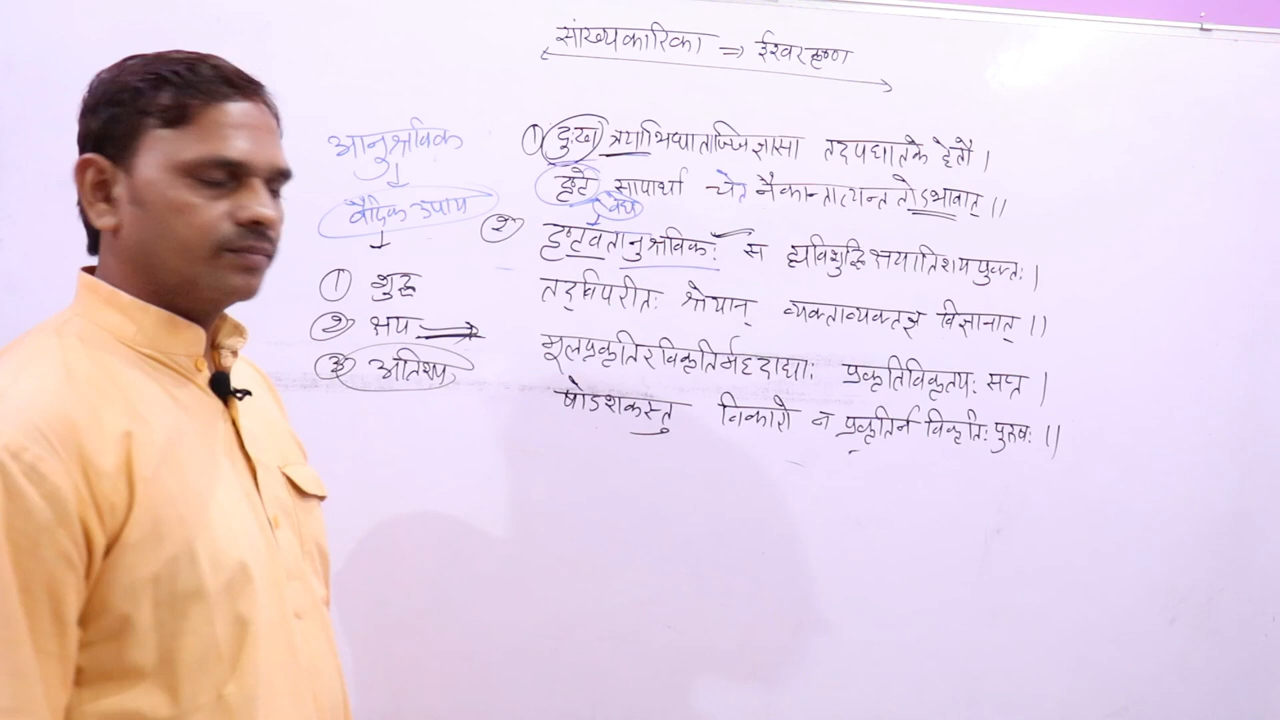 सांख्यकारिका ⇒ ईश्वरकृष्ण
आनुश्रविक
↓
वैदिक उपाय
↓
① शुद्ध
② क्षय →
③ अतिशय
① दुःख त्रयाभिघाताज्जिज्ञासा तदपघातके हेतौ ।
दृष्टे सापार्था चेन्नैकान्तात्यन्ततोऽभावात् ।।
② दृष्टवतानुश्रविकः स ह्यविशुद्धिक्षयातिशययुक्तः ।
तद्विपरीतः श्रेयान् व्यक्ताव्यक्तज्ञ विज्ञानात् ।।
मूलप्रकृतिरविकृतिर्महदाद्याः प्रकृतिविकृतयः सप्त ।
षोडशकस्तु विकारो न प्रकृतिर्न विकृतिः पुरुषः ।।